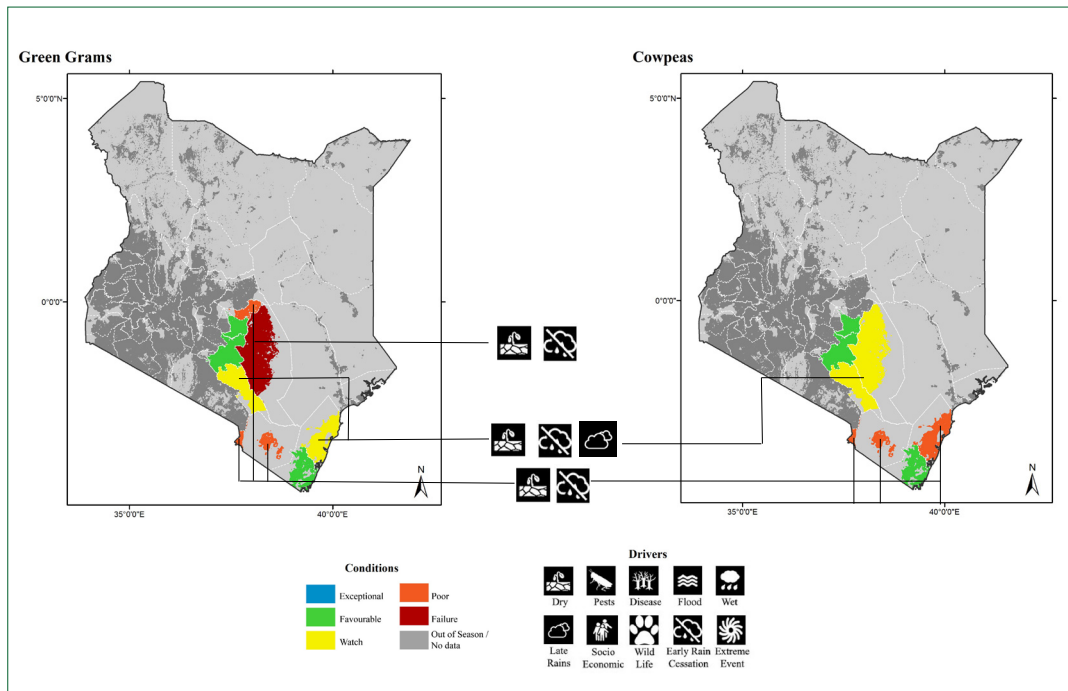 Green Grams
Cowpeas
5°0'0"N
0°0'0"
35°0'0"E
40°0'0"E
N
5°0'0"N
0°0'0"
35°0'0"E
40°0'0"E
N
Conditions
Exceptional
Poor
Favourable
Failure
Watch
Out of Season /
No data
Drivers
Dry
Pests
Disease
Flood
Wet
Late
Rains
Socio
Economic
Wild
Life
Early Rain
Cessation
Extreme
Event